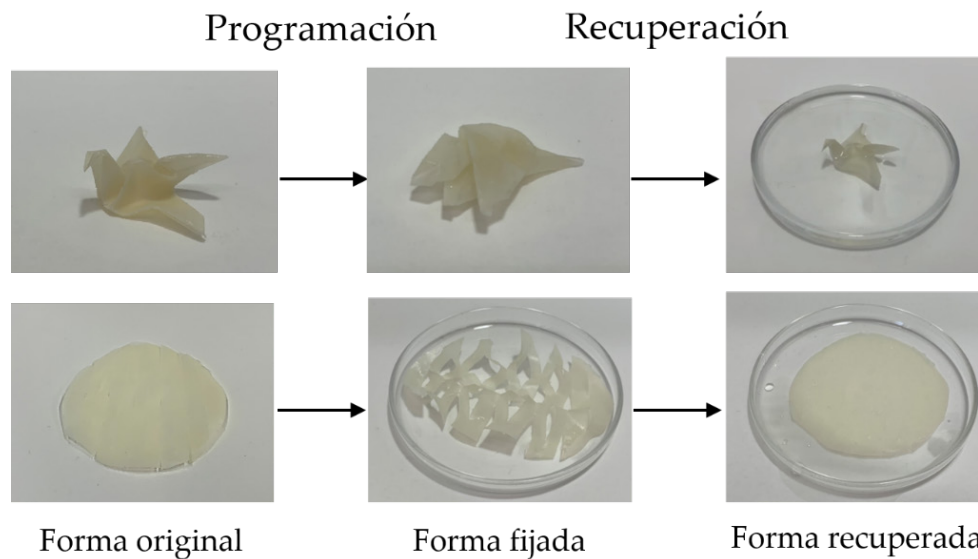 Programación
Recuperación
Forma original
Forma fijada
Forma recuperada